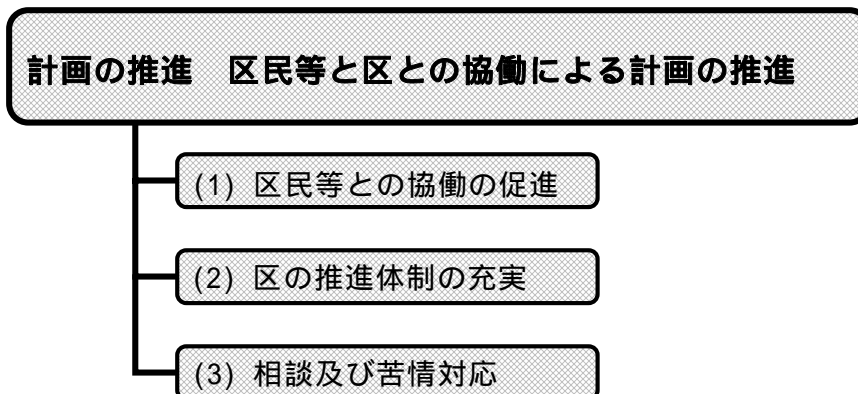 計画の推進　区民等と区との協働による計画の推進
(1) 区民等との協働の促進
(2) 区の推進体制の充実
(3) 相談及び苦情対応